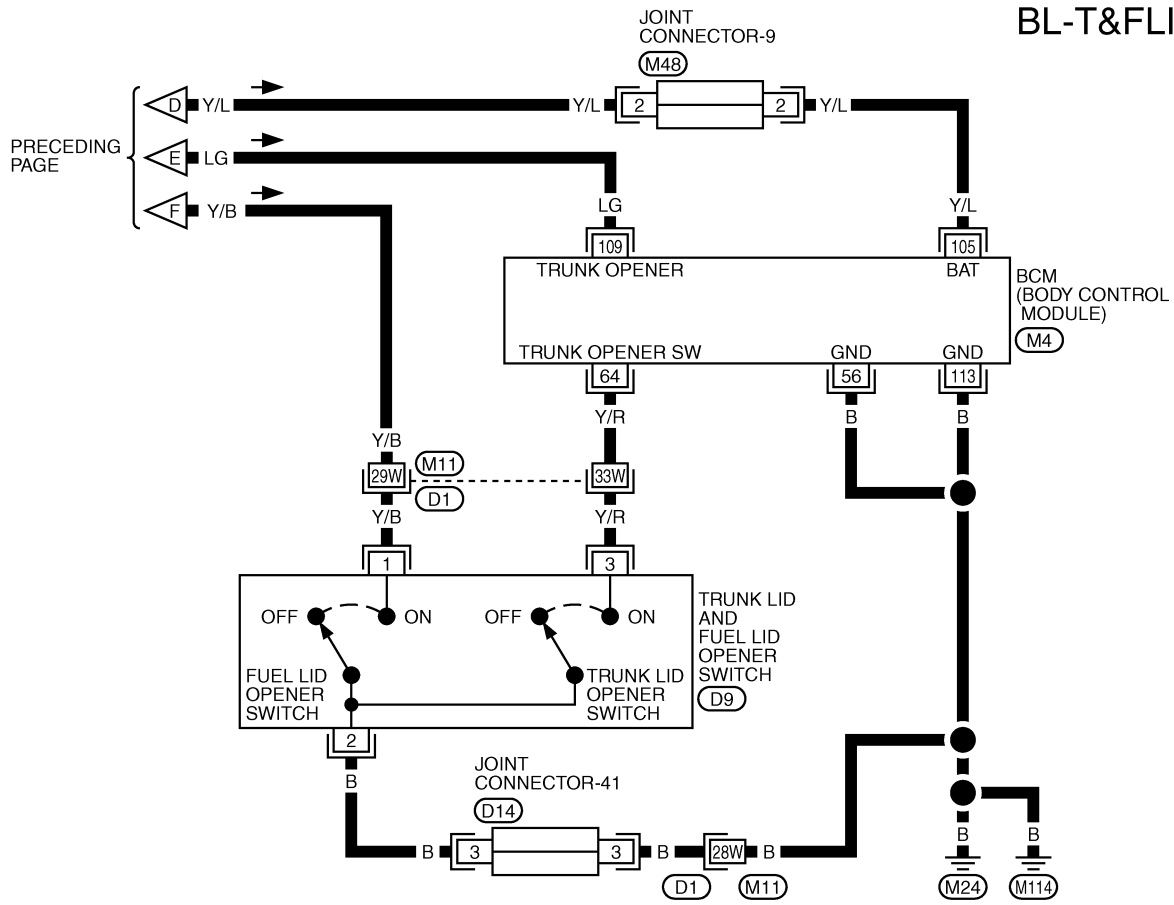 BL-T&FLI
JOINT
CONNECTOR-9
M48
PRECEDING
PAGE
D Y/L Y/L 2 2 Y/L
E LG
F Y/B
LG Y/L
109 105
TRUNK OPENER BAT
BCM
(BODY CONTROL
MODULE)
M4
TRUNK OPENER SW GND GND
64 56 113
Y/R B B
Y/B
29W M11 33W
D1
Y/B Y/R
1 3
OFF ON OFF ON
FUEL LID
OPENER
SWITCH
TRUNK LID
OPENER
SWITCH
TRUNK LID
AND
FUEL LID
OPENER
SWITCH
D9
2
B
JOINT
CONNECTOR-41
D14
B 3 3 B 28W B
D1 M11
B B
M24 M114